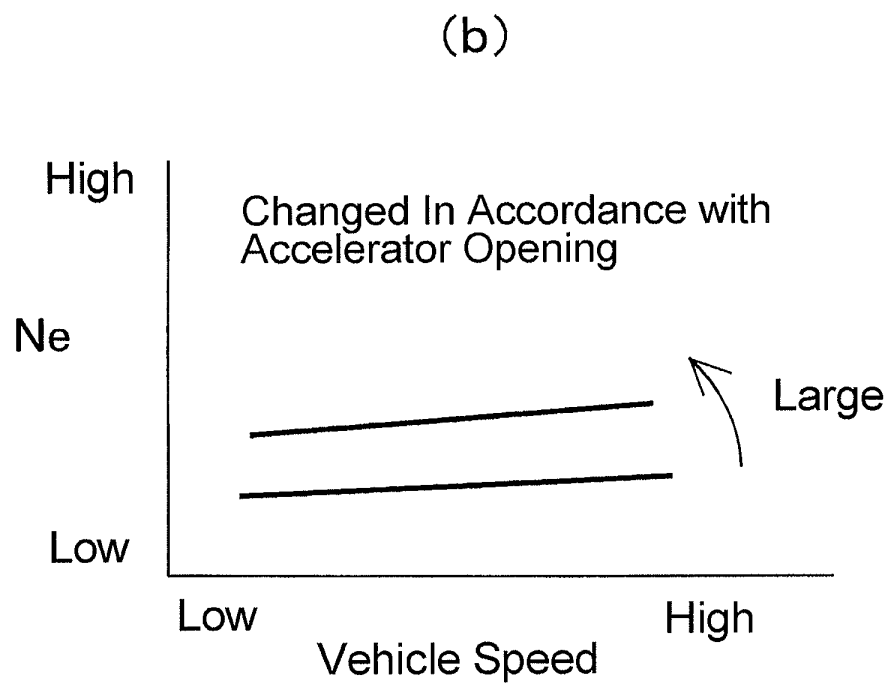 (b)
High
Changed In Accordance with
Accelerator Opening
Ne
Large
Low
Low
High
Vehicle Speed